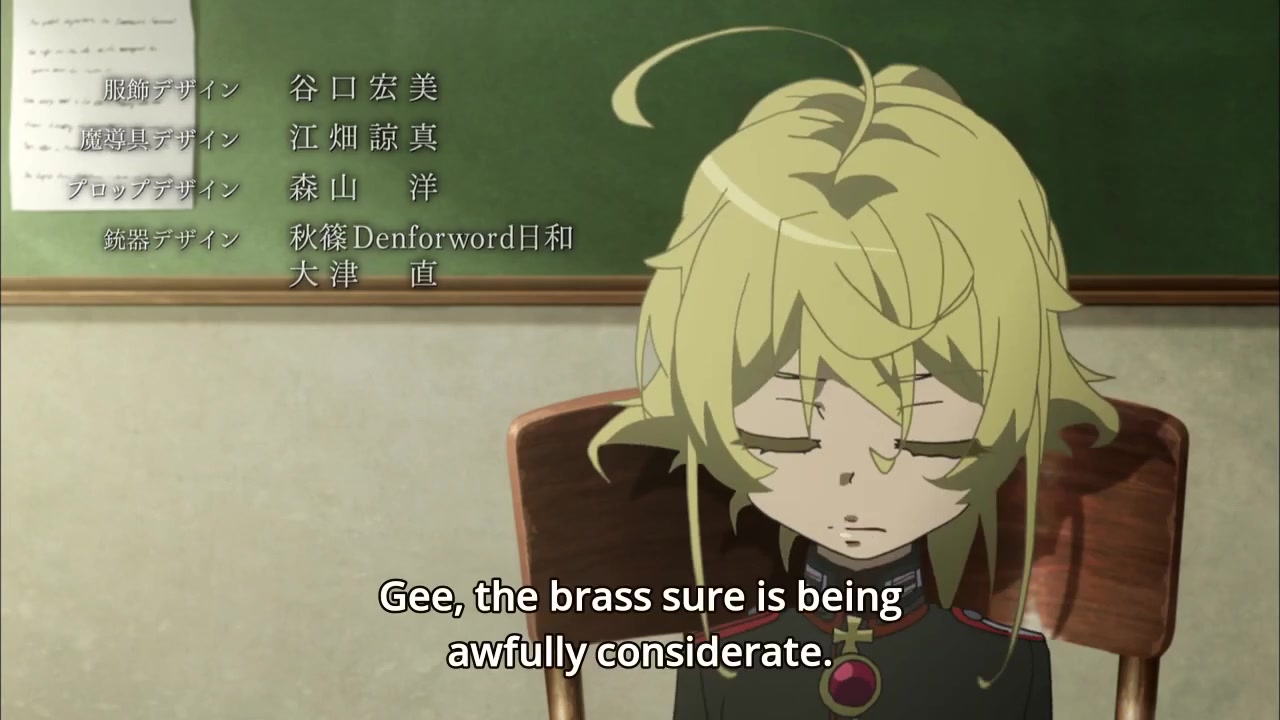 服飾デザイン 谷口宏美
魔導具デザイン 江畑諒真
プロップデザイン 森山 洋
銃器デザイン 秋篠Denforword日和
大津 直
Gee, the brass sure is being
awfully considerate.